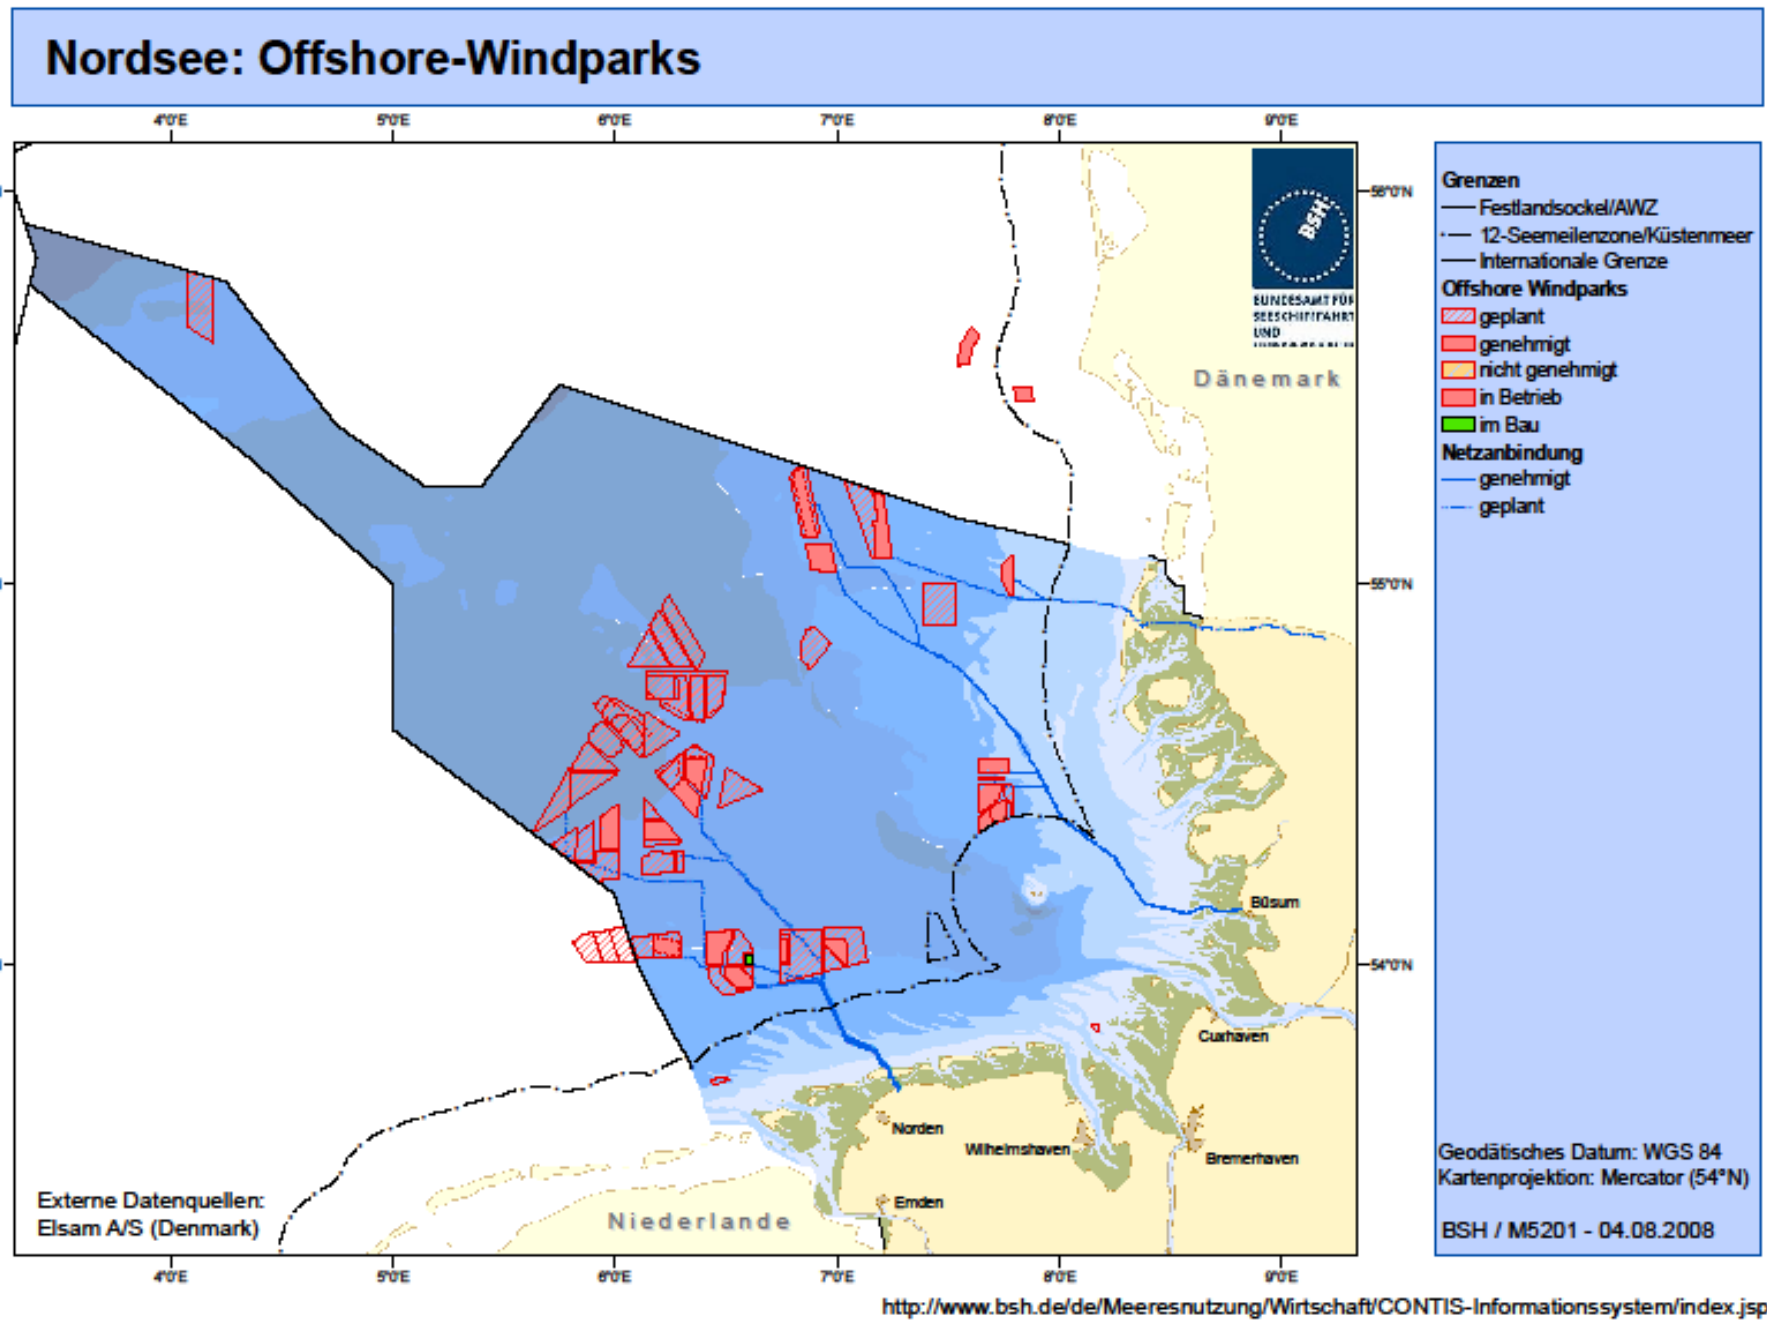 Nordsee: Offshore-Windparks
4°0'E 5°0'E 6°0'E 7°0'E 8°0'E 9°0'E
56°0'N
55°0'N
54°0'N
BSH
BUNDESAMT FÜR
SEESCHIFFFAHRT
UND
Dänemark
Büsum
Cuxhaven
Norden
Wilhelmshaven
Bremerhaven
Emden
Niederlande
Externe Datenquellen:
Elsam A/S (Denmark)
4°0'E 5°0'E 6°0'E 7°0'E 8°0'E 9°0'E
Grenzen
Festlandsockel/AWZ
12-Seemeilenzone/Küstenmeer
Internationale Grenze
Offshore Windparks
geplant
genehmigt
nicht genehmigt
in Betrieb
im Bau
Netzanbindung
genehmigt
geplant
Geodätisches Datum: WGS 84
Kartenprojektion: Mercator (54°N)
BSH / M5201 - 04.08.2008
http://www.bsh.de/de/Meeresnutzung/Wirtschaft/CONTIS-Informationssystem/index.jsp